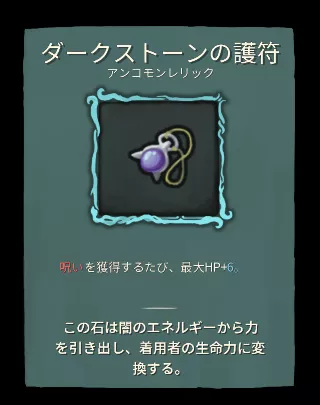 ダークストーンの護符
アンコモンレリック
呪いを獲得するたび、最大HP+6。
この石は闇のエネルギーから力
を引き出し、着用者の生命力に変
換する。